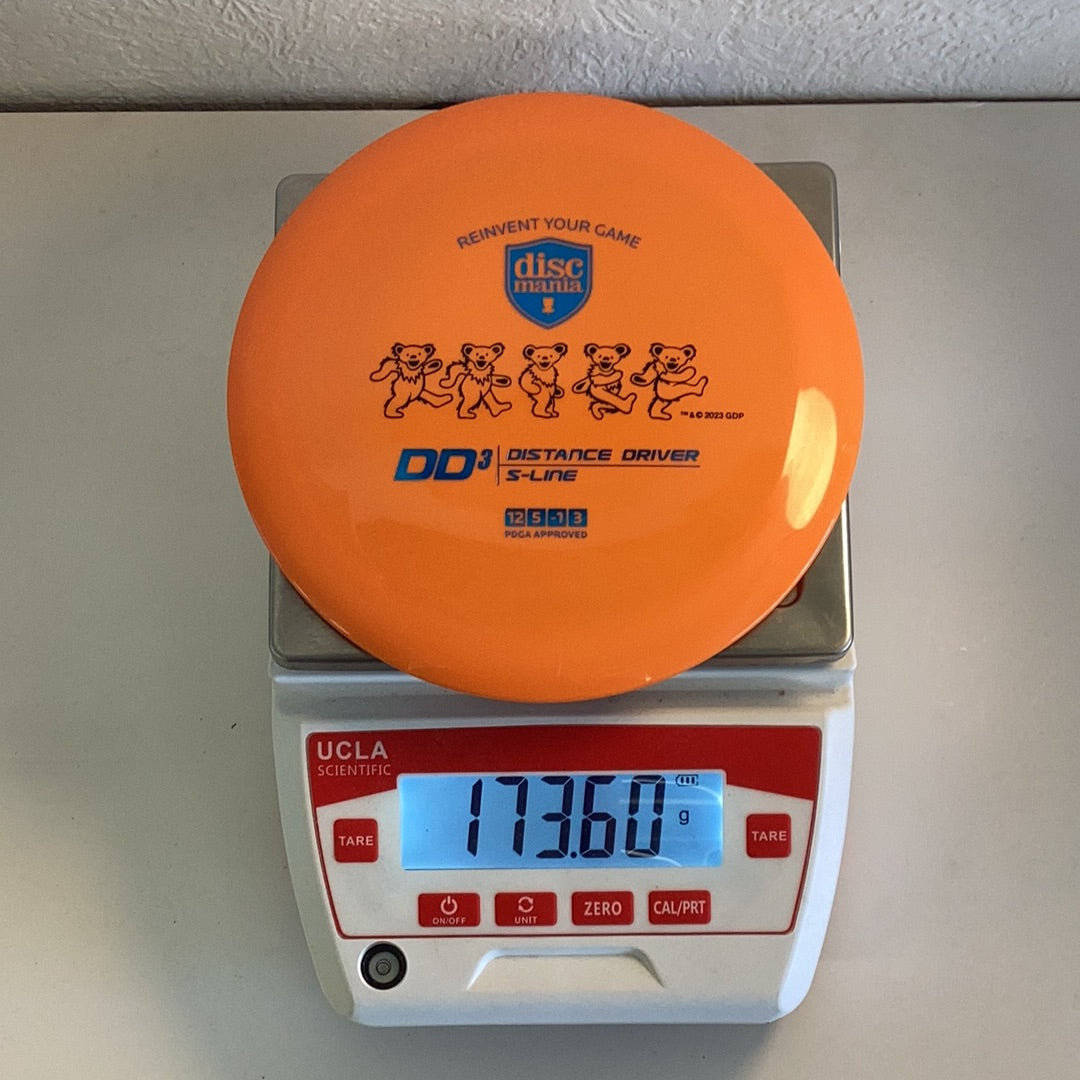 REINVENT YOUR GAME
disc
mania
™ & © 2023 GDP
DD³ DISTANCE DRIVER
S-LINE
12 5 -1 3
PDGA APPROVED
UCLA
SCIENTIFIC
173.60 g
TARE
TARE
ON/OFF
UNIT
ZERO
CAL/PRT